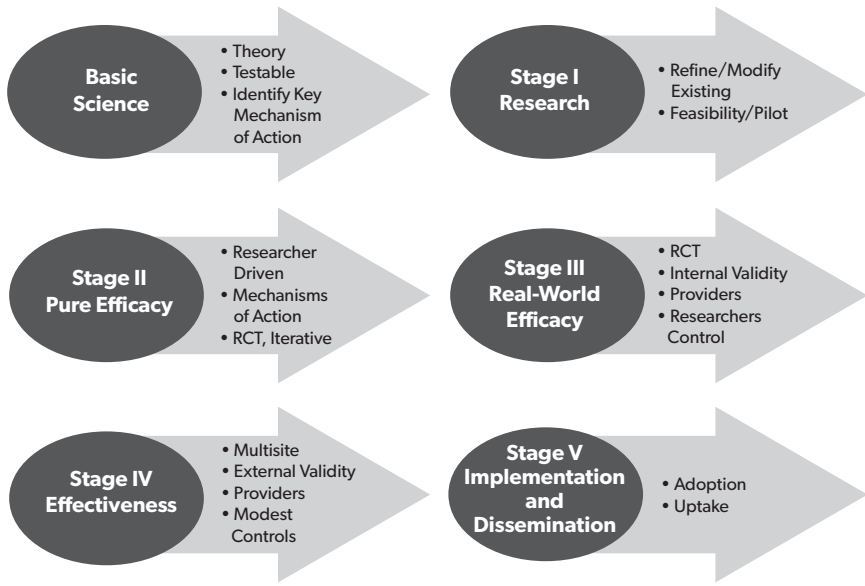 Basic
Science
• Theory
• Testable
• Identify Key
Mechanism
of Action
Stage I
Research
• Refine/Modify
Existing
• Feasibility/Pilot
Stage II
Pure Efficacy
• Researcher
Driven
• Mechanisms
of Action
• RCT, Iterative
Stage III
Real-World
Efficacy
• RCT
• Internal Validity
• Providers
• Researchers
Control
Stage IV
Effectiveness
• Multisite
• External Validity
• Providers
• Modest
Controls
Stage V
Implementation
and
Dissemination
• Adoption
• Uptake